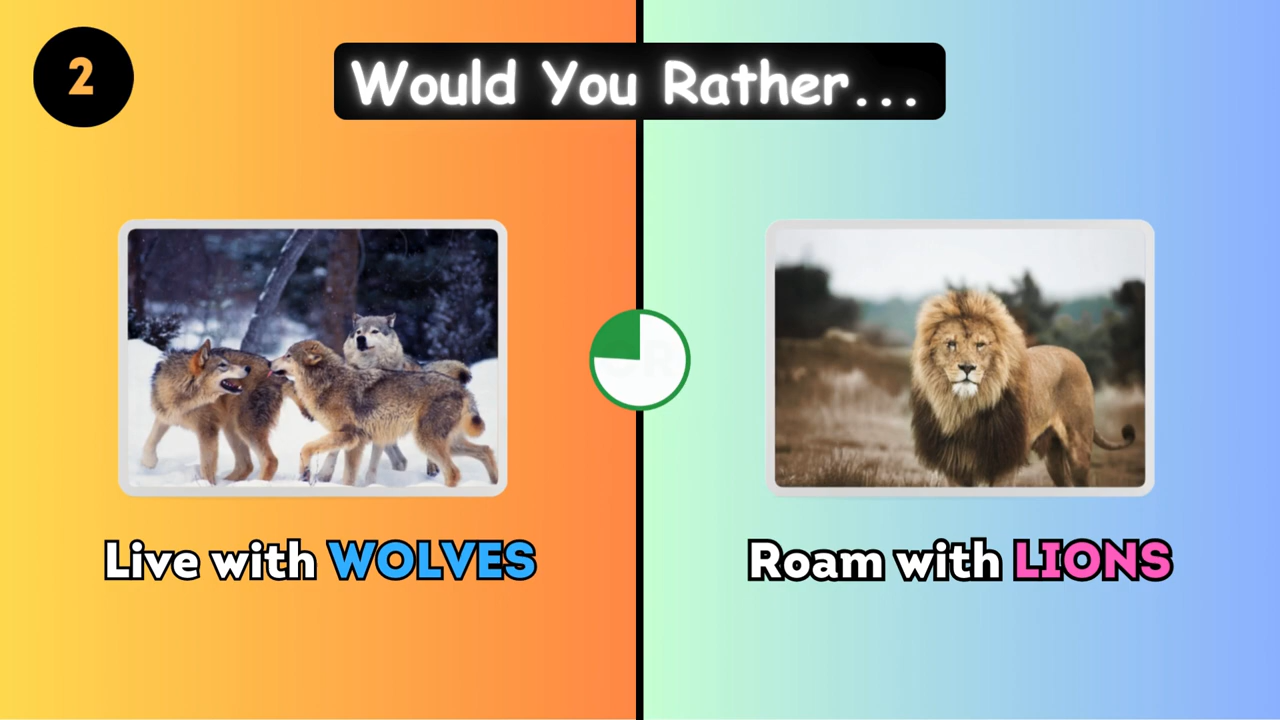 2
Would You Rather...
Live with WOLVES
Roam with LIONS